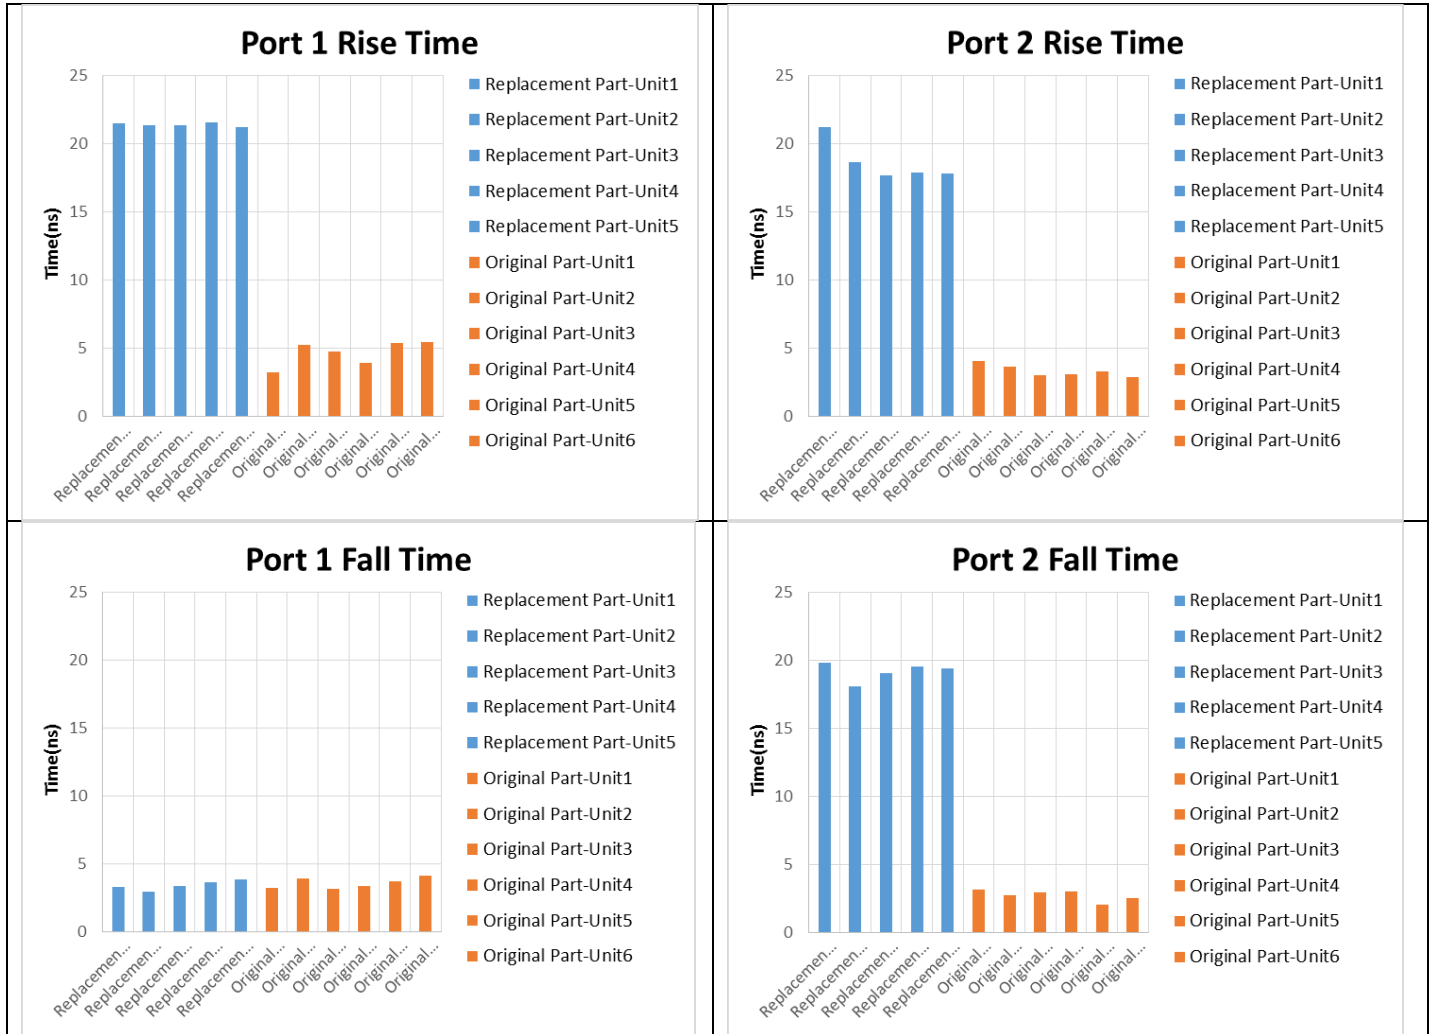 Port 1 Rise Time
25
20
15
10
5
0
Time(ns)
Replacemen...
Replacemen...
Replacemen...
Replacemen...
Replacemen...
Original...
Original...
Original...
Original...
Original...
Original...
Replacement Part-Unit1
Replacement Part-Unit2
Replacement Part-Unit3
Replacement Part-Unit4
Replacement Part-Unit5
Original Part-Unit1
Original Part-Unit2
Original Part-Unit3
Original Part-Unit4
Original Part-Unit5
Original Part-Unit6
Port 2 Rise Time
25
20
15
10
5
0
Time(ns)
Replacemen...
Replacemen...
Replacemen...
Replacemen...
Replacemen...
Original...
Original...
Original...
Original...
Original...
Original...
Replacement Part-Unit1
Replacement Part-Unit2
Replacement Part-Unit3
Replacement Part-Unit4
Replacement Part-Unit5
Original Part-Unit1
Original Part-Unit2
Original Part-Unit3
Original Part-Unit4
Original Part-Unit5
Original Part-Unit6
Port 1 Fall Time
25
20
15
10
5
0
Time(ns)
Replacemen...
Replacemen...
Replacemen...
Replacemen...
Replacemen...
Original...
Original...
Original...
Original...
Original...
Original...
Replacement Part-Unit1
Replacement Part-Unit2
Replacement Part-Unit3
Replacement Part-Unit4
Replacement Part-Unit5
Original Part-Unit1
Original Part-Unit2
Original Part-Unit3
Original Part-Unit4
Original Part-Unit5
Original Part-Unit6
Port 2 Fall Time
25
20
15
10
5
0
Time(ns)
Replacemen...
Replacemen...
Replacemen...
Replacemen...
Replacemen...
Original...
Original...
Original...
Original...
Original...
Original...
Replacement Part-Unit1
Replacement Part-Unit2
Replacement Part-Unit3
Replacement Part-Unit4
Replacement Part-Unit5
Original Part-Unit1
Original Part-Unit2
Original Part-Unit3
Original Part-Unit4
Original Part-Unit5
Original Part-Unit6